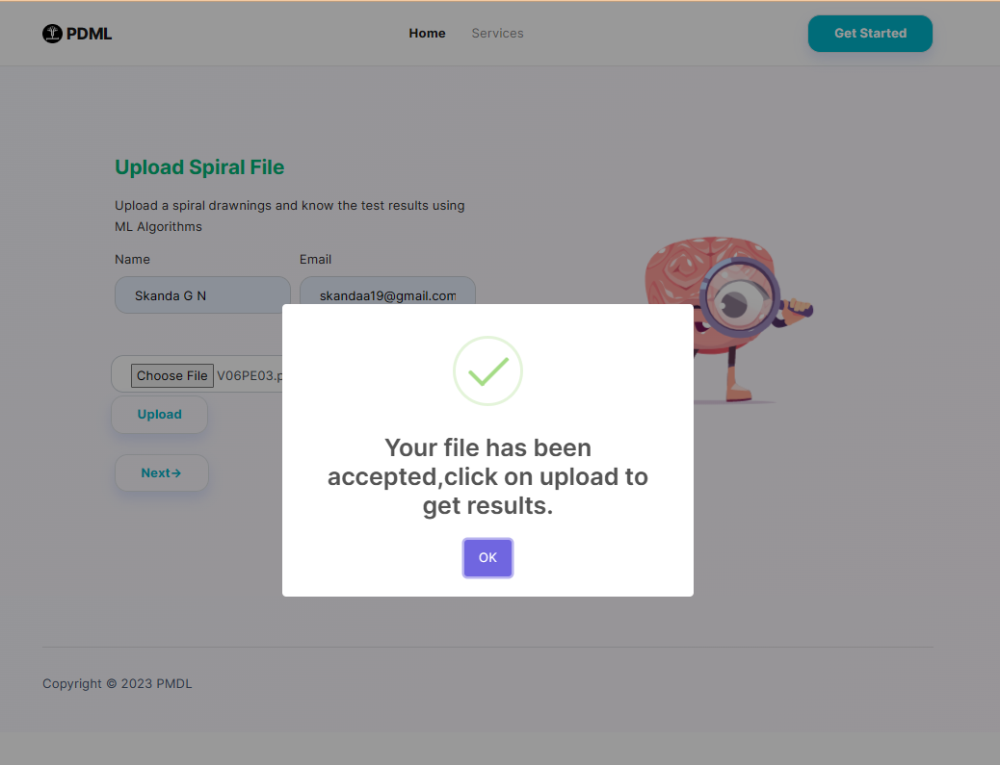 PDML
Home
Services
Get Started
Upload Spiral File
Upload a spiral drawnings and know the test results using
ML Algorithms
Name
Email
Skanda G N
skandaa19@gmail.com
Choose File V06PE03.p
Upload
Next→
Your file has been
accepted,click on upload to
get results.
OK
Copyright © 2023 PMDL